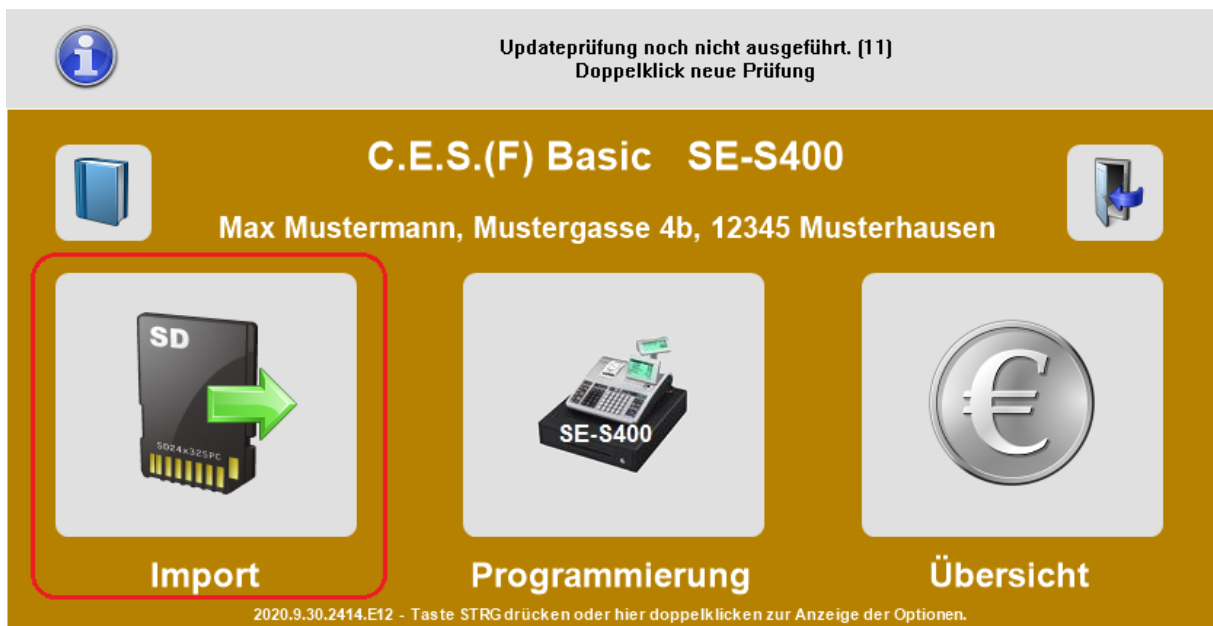 Updateprüfung noch nicht ausgeführt. (11)
Doppelklick neue Prüfung
C.E.S.(F) Basic SE-S400
Max Mustermann, Mustergasse 4b, 12345 Musterhausen
SD
SD24x32SPC
SE-S400
Import
Programmierung
Übersicht
2020.9.30.2414.E12 - Taste STRG drücken oder hier doppelklicken zur Anzeige der Optionen.